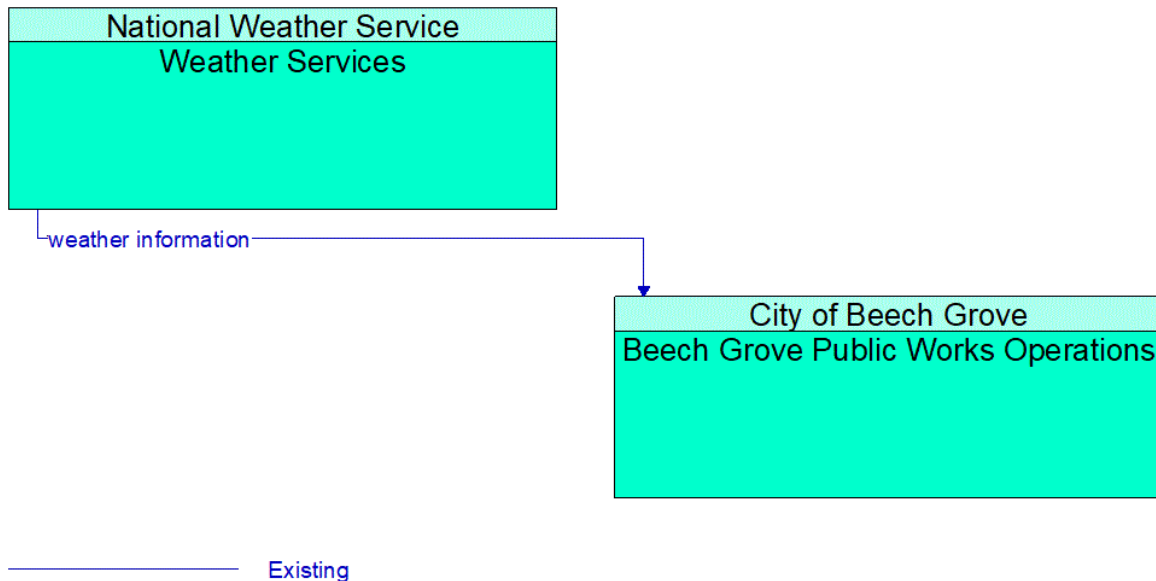 National Weather Service
Weather Services
weather information
City of Beech Grove
Beech Grove Public Works Operations
Existing